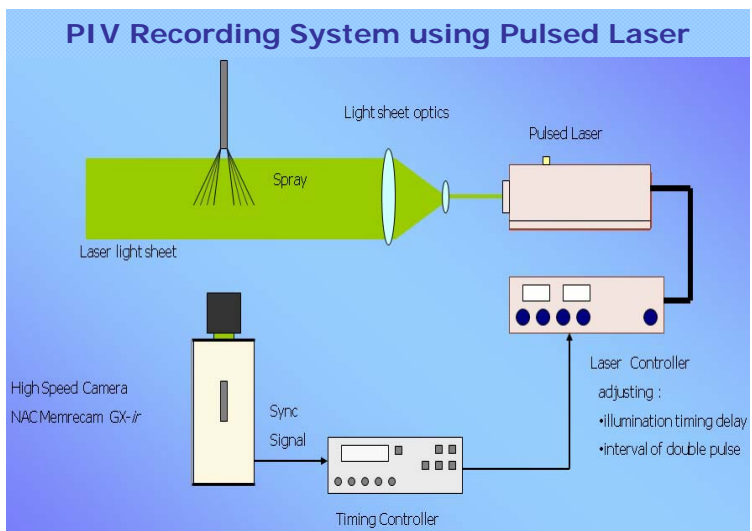 PIV Recording System using Pulsed Laser
Light sheet optics
Pulsed Laser
Spray
Laser light sheet
High Speed Camera
NAC Memrecam GX-ir
Sync
Signal
Laser Controller
adjusting :
•illumination timing delay
•interval of double pulse
Timing Controller